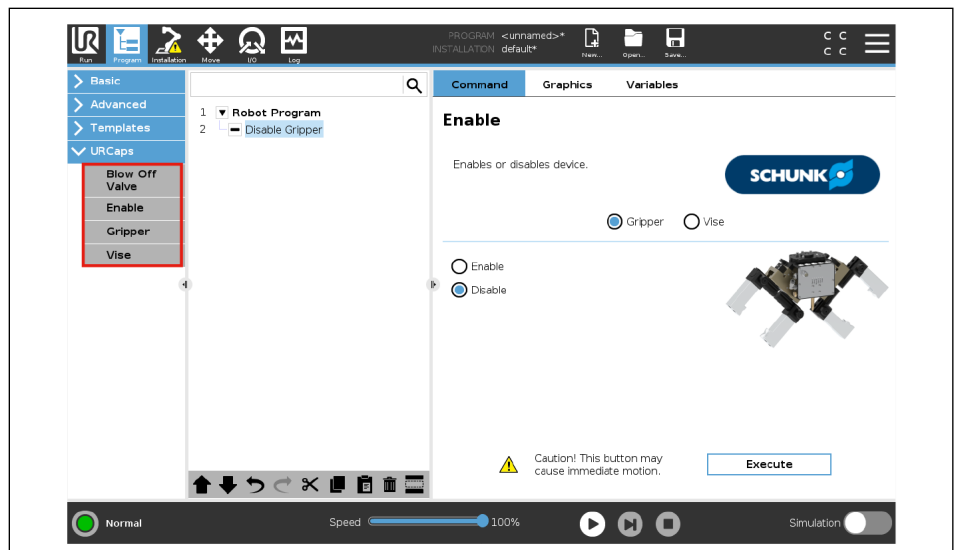 UR
PROGRAM <unnamed>*
INSTALLATION default*
Run Program Installation Move I/O Log New... Open... Save...
C C
C C
Basic
Advanced
Templates
URCaps
Blow Off
Valve
Enable
Gripper
Vise
1 Robot Program
2 Disable Gripper
Command Graphics Variables
Enable
Enables or disables device.
SCHUNK
Gripper Vise
Enable
Disable
Caution! This button may
cause immediate motion.
Execute
Normal
Speed 100%
Simulation